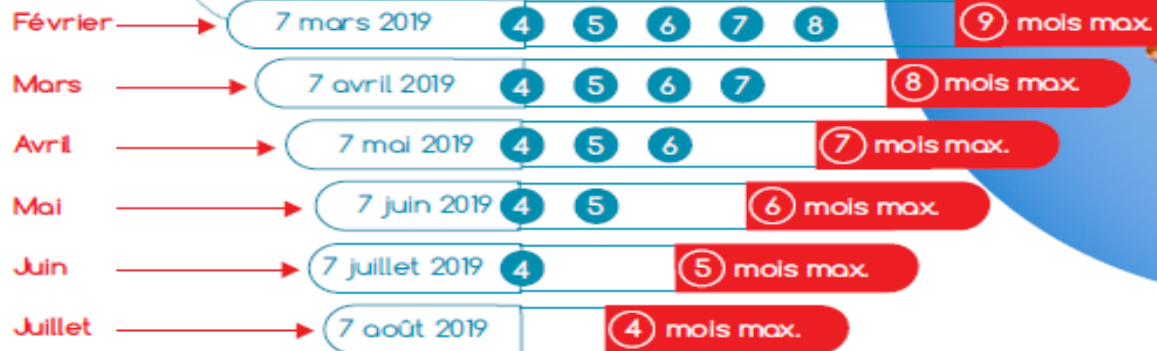 Février 7 mars 2019 4 5 6 7 8 9 mois max.
Mars 7 avril 2019 4 5 6 7 8 mois max.
Avril 7 mai 2019 4 5 6 7 mois max.
Mai 7 juin 2019 4 5 6 mois max.
Juin 7 juillet 2019 4 5 mois max.
Juillet 7 août 2019 4 mois max.